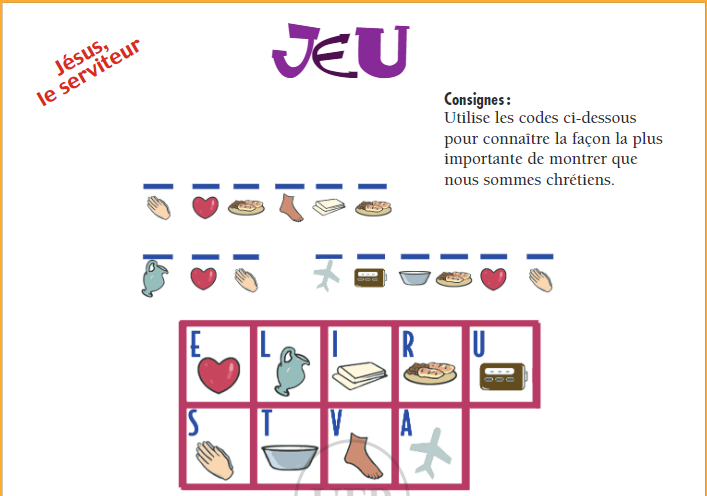 Jésus,
le serviteur
JEU
Consignes :
Utilise les codes ci-dessous
pour connaître la façon la plus
importante de montrer que
nous sommes chrétiens.
E L I R U
S T V A